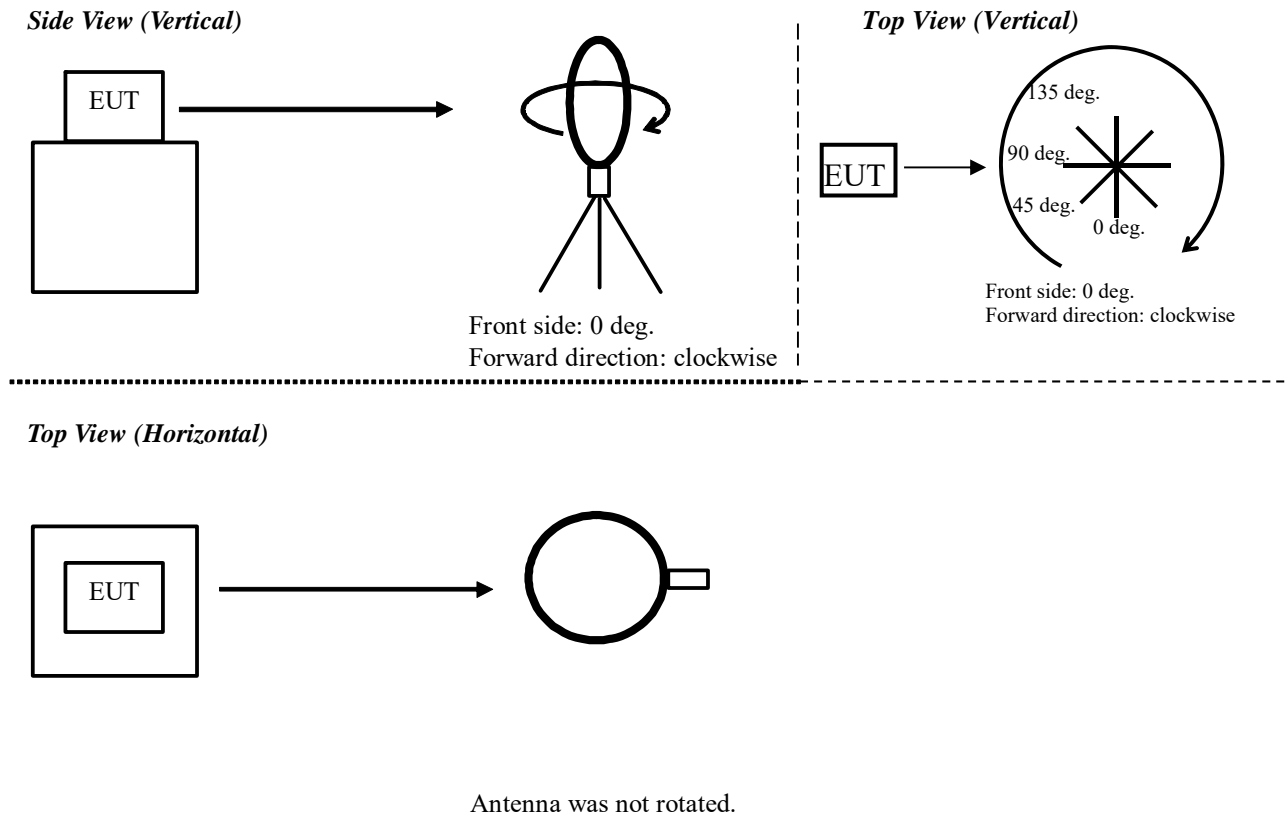 Side View (Vertical)
EUT
Front side: 0 deg.
Forward direction: clockwise
Top View (Vertical)
135 deg.
90 deg.
EUT
45 deg.
0 deg.
Front side: 0 deg.
Forward direction: clockwise
Top View (Horizontal)
EUT
Antenna was not rotated.